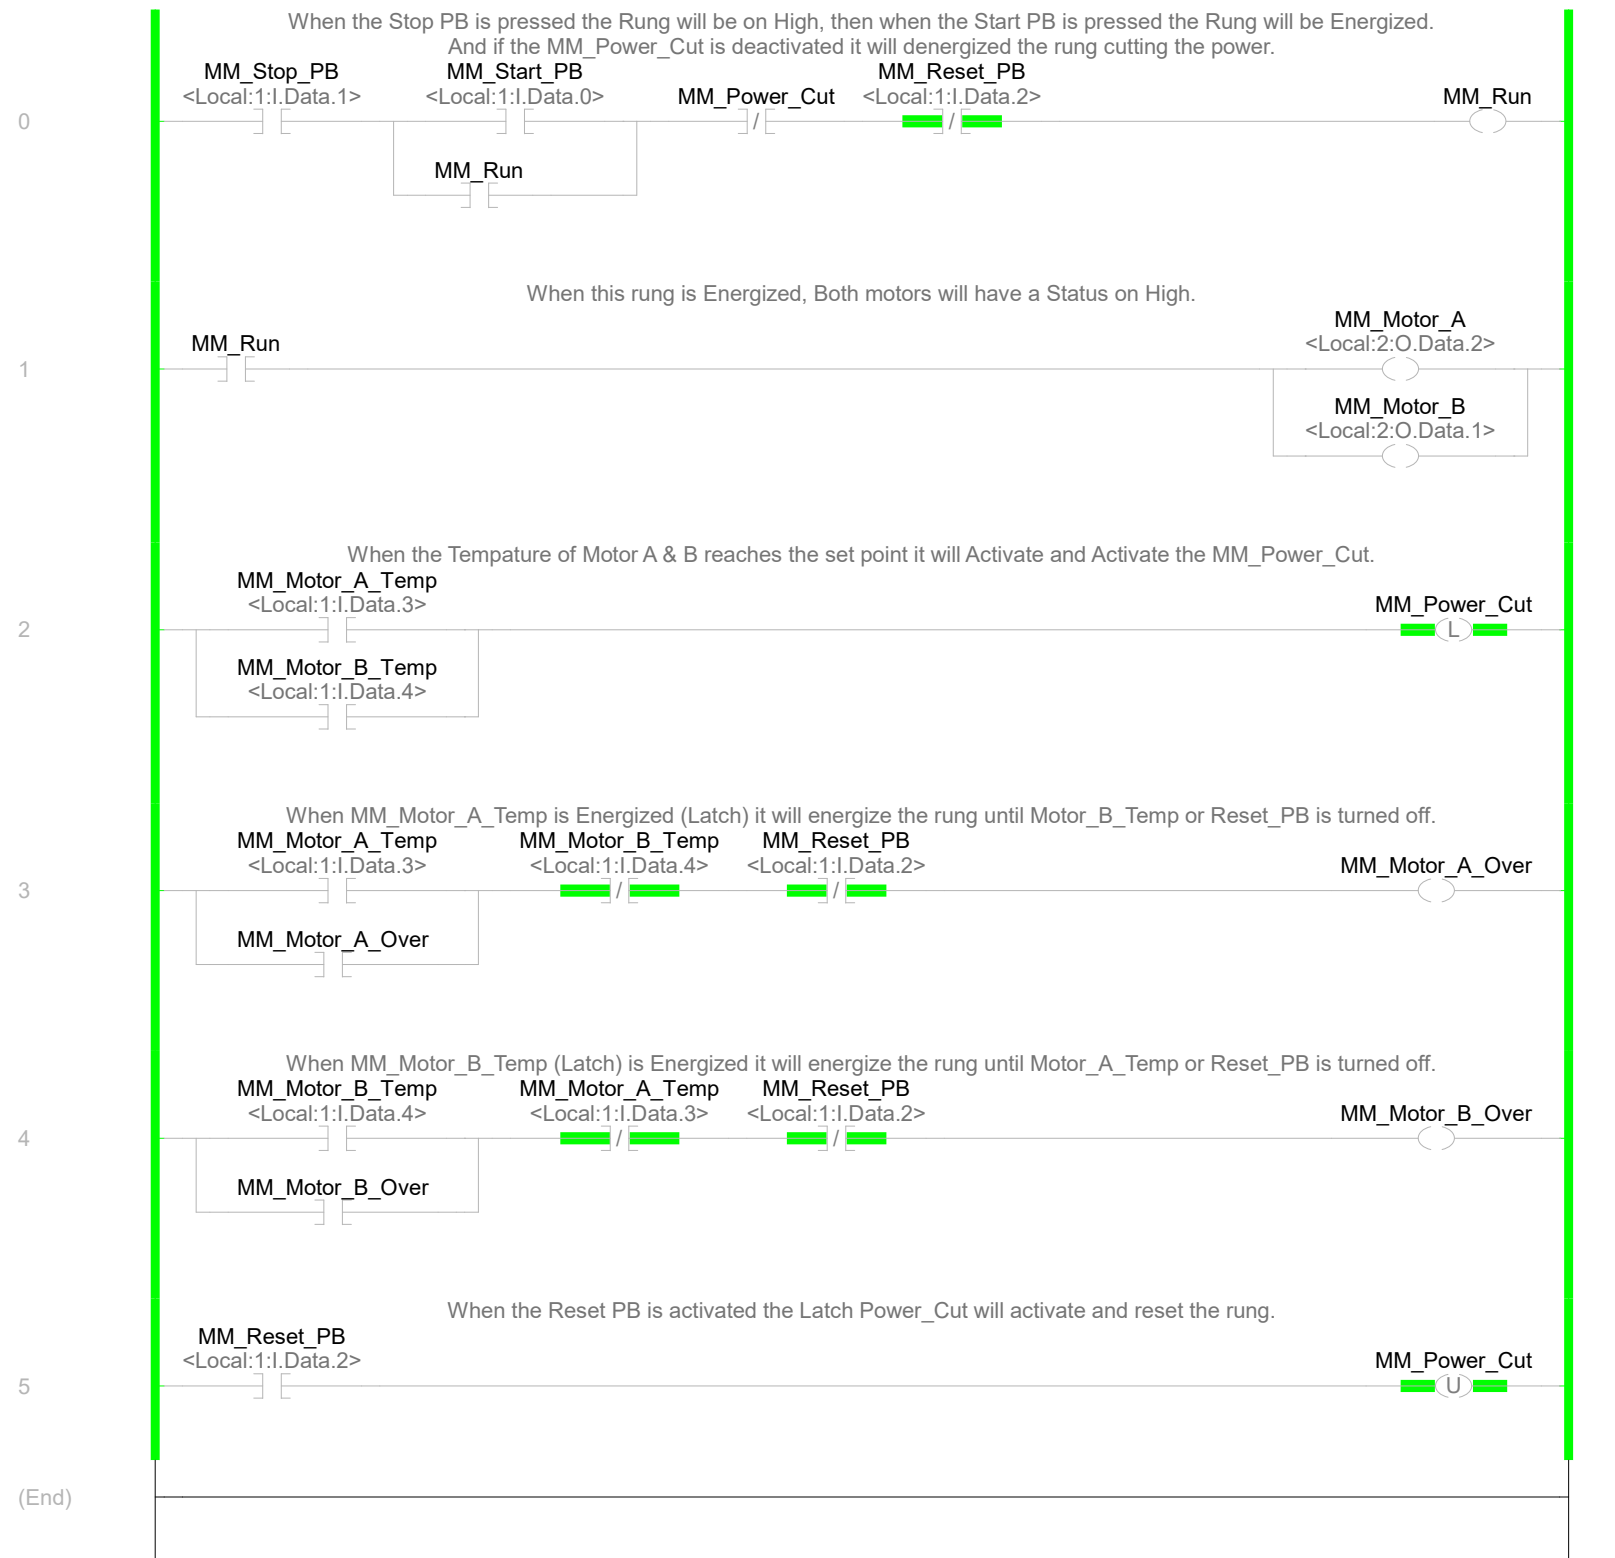 When the Stop PB is pressed the Rung will be on High, then when the Start PB is pressed the Rung will be Energized.
And if the MM_Power_Cut is deactivated it will denergized the rung cutting the power.
MM_Stop_PB MM_Start_PB MM_Reset_PB
<Local:1:I.Data.1> <Local:1:I.Data.0> MM_Power_Cut <Local:1:I.Data.2> MM_Run
0 / /
MM_Run
When this rung is Energized, Both motors will have a Status on High.
MM_Motor_A
MM_Run <Local:2:O.Data.2>
1
MM_Motor_B
<Local:2:O.Data.1>
When the Tempature of Motor A & B reaches the set point it will Activate and Activate the MM_Power_Cut.
MM_Motor_A_Temp
<Local:1:I.Data.3> MM_Power_Cut
2 L
MM_Motor_B_Temp
<Local:1:I.Data.4>
When MM_Motor_A_Temp is Energized (Latch) it will energize the rung until Motor_B_Temp or Reset_PB is turned off.
MM_Motor_A_Temp MM_Motor_B_Temp MM_Reset_PB
<Local:1:I.Data.3> <Local:1:I.Data.4> <Local:1:I.Data.2> MM_Motor_A_Over
3 / /
MM_Motor_A_Over
When MM_Motor_B_Temp (Latch) is Energized it will energize the rung until Motor_A_Temp or Reset_PB is turned off.
MM_Motor_B_Temp MM_Motor_A_Temp MM_Reset_PB
<Local:1:I.Data.4> <Local:1:I.Data.3> <Local:1:I.Data.2> MM_Motor_B_Over
4 / /
MM_Motor_B_Over
When the Reset PB is activated the Latch Power_Cut will activate and reset the rung.
MM_Reset_PB
<Local:1:I.Data.2> MM_Power_Cut
5 U
(End)